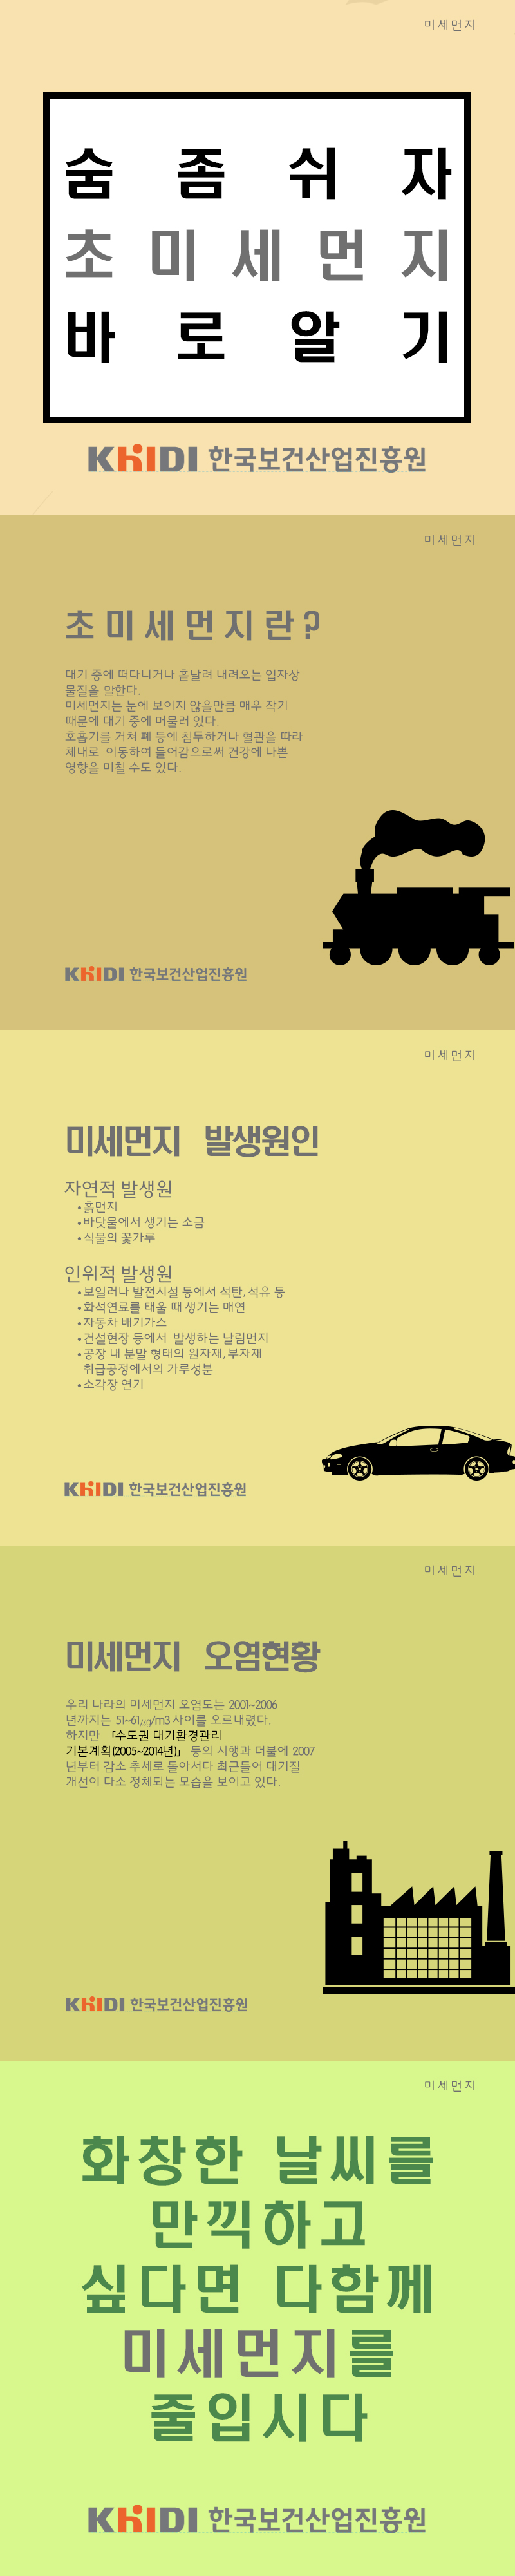 미세먼지
숨 좀 쉬 자
초 미 세 먼 지
바 로 알 기
KHIDI 한국보건산업진흥원
미세먼지
초미세먼지란?
대기 중에 떠다니거나 흩날려 내려오는 입자상
물질을 말한다.
미세먼지는 눈에 보이지 않을만큼 매우 작기
때문에 대기 중에 머물러 있다.
호흡기를 거쳐 폐 등에 침투하거나 혈관을 따라
체내로 이동하여 들어감으로써 건강에 나쁜
영향을 미칠 수도 있다.
KHIDI 한국보건산업진흥원
미세먼지
미세먼지 발생원인
자연적 발생원
•흙먼지
•바닷물에서 생기는 소금
•식물의 꽃가루
인위적 발생원
•보일러나 발전시설 등에서 석탄, 석유 등
•화석연료를 태울 때 생기는 매연
•자동차 배기가스
•건설현장 등에서 발생하는 날림먼지
•공장 내 분말 형태의 원자재, 부자재
취급공정에서의 가루성분
•소각장 연기
KHIDI 한국보건산업진흥원
미세먼지
미세먼지 오염현황
우리 나라의 미세먼지 오염도는 2001~2006
년까지는 51~61㎍/m3 사이를 오르내렸다.
하지만 「수도권 대기환경관리
기본계획(2005~2014년)」 등의 시행과 더불에 2007
년부터 감소 추세로 돌아서다 최근들어 대기질
개선이 다소 정체되는 모습을 보이고 있다.
KHIDI 한국보건산업진흥원
미세먼지
화창한 날씨를
만끽하고
싶다면 다함께
미세먼지를
줄입시다
KHIDI 한국보건산업진흥원